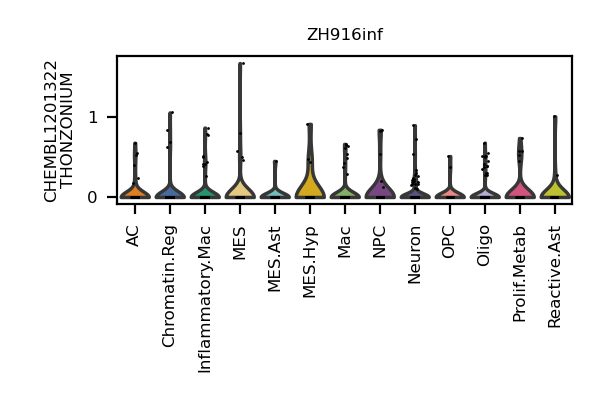 ZH916inf
CHEMBL1201322
THONZONIUM
1
0
AC
Chromatin.Reg
Inflammatory.Mac
MES
MES.Ast
MES.Hyp
Mac
NPC
Neuron
OPC
Oligo
Prolif.Metab
Reactive.Ast